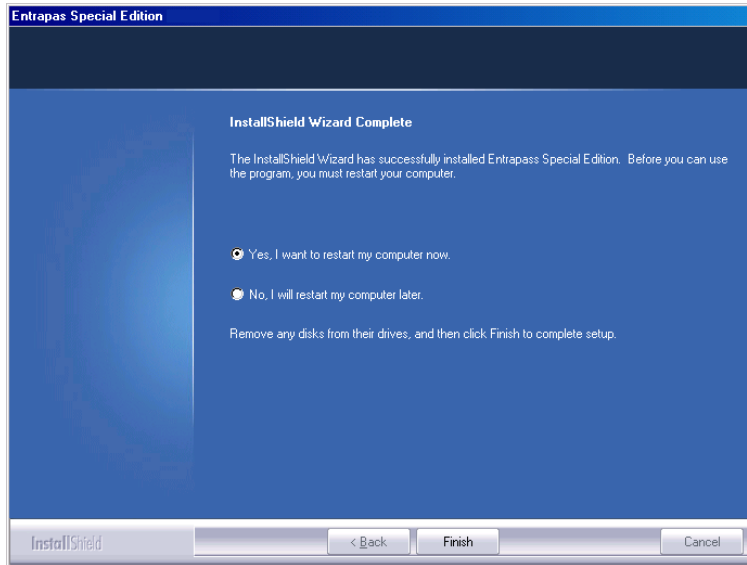 Entrapas Special Edition
InstallShield Wizard Complete
The InstallShield Wizard has successfully installed Entrapass Special Edition. Before you can use
the program, you must restart your computer.
Yes, I want to restart my computer now.
No, I will restart my computer later.
Remove any disks from their drives, and then click Finish to complete setup.
InstallShield
< Back
Finish
Cancel